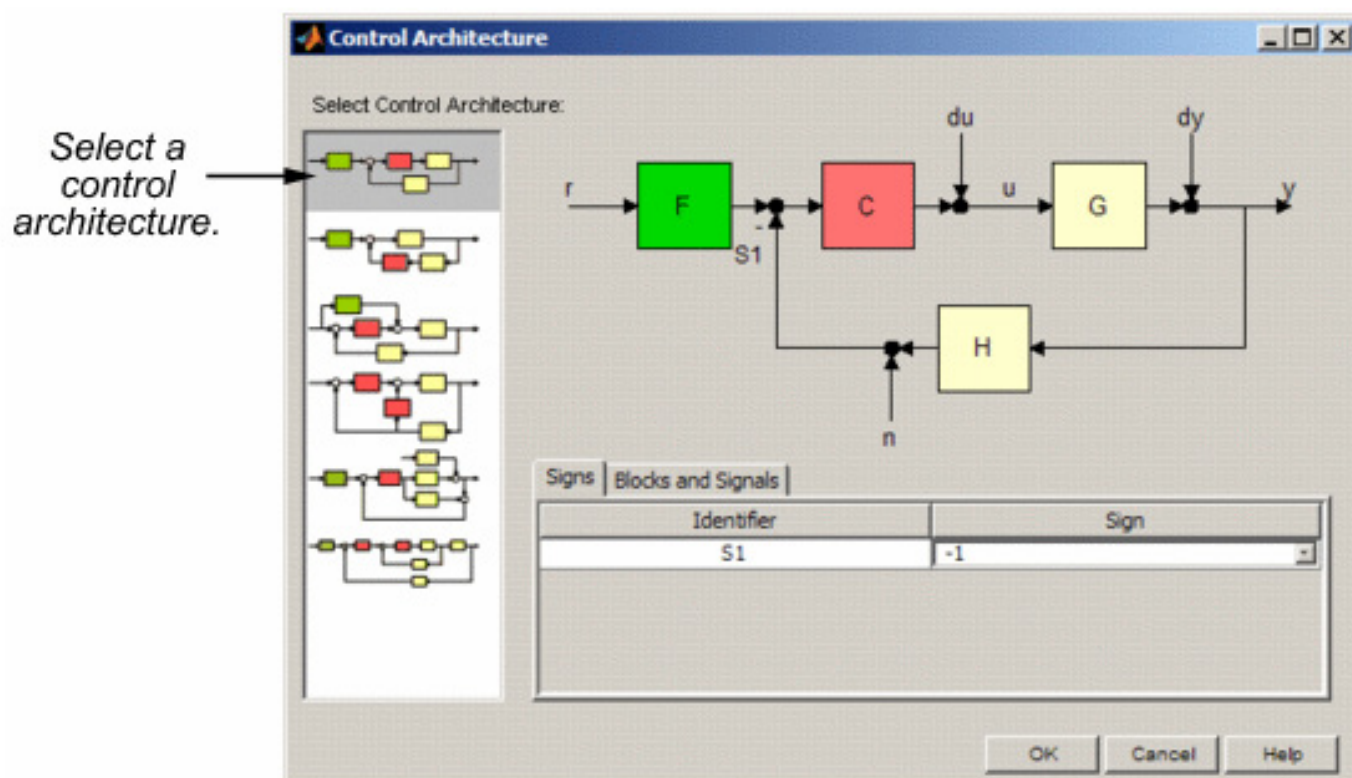 Control Architecture
Select Control Architecture:
Select a
control
architecture.
du
dy
r
F
C
u
G
y
-
S1
H
n
Signs
Blocks and Signals
Identifier
Sign
S1
-1
OK
Cancel
Help